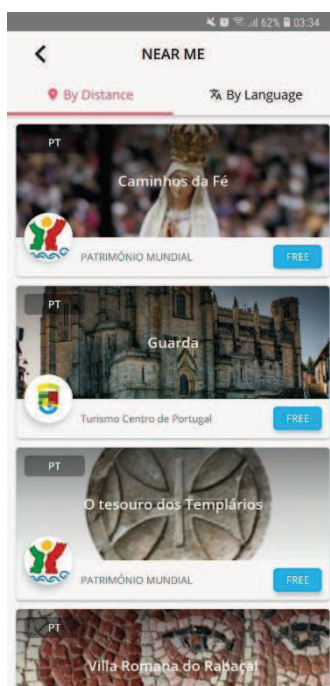 62% 03:34
NEAR ME
By Distance
By Language
PT
Caminhos da Fé
PATRIMÓNIO MUNDIAL
FREE
PT
Guarda
Turismo Centro de Portugal
FREE
PT
O tesouro dos Templários
PATRIMÓNIO MUNDIAL
FREE
PT
Villa Romana do Rabaçal